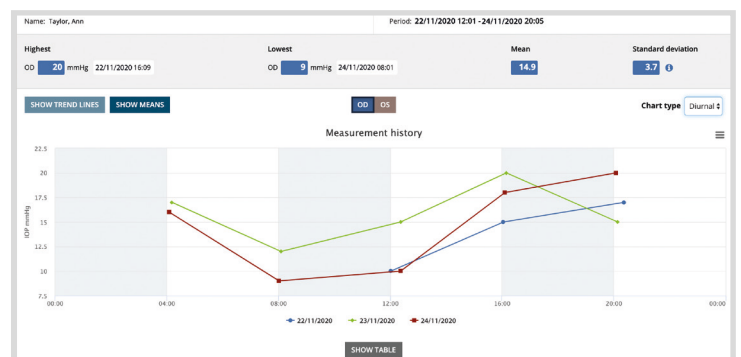 Name: Taylor, Ann Period: 22/11/2020 12:01 -24/11/2020 20:05
Highest Lowest Mean Standard deviation
OD 20 mmHg 22/11/2020 16:09 OD 9 mmHg 24/11/2020 08:01 14.9 3.7
SHOW TREND LINES SHOW MEANS OD OS Chart type Diurnal
Measurement history
22.5
20
17.5
15
12.5
10
7.5
IOP mmHg
00:00 04:00 08:00 12:00 16:00 20:00 00:00
22/11/2020 23/11/2020 24/11/2020
SHOW TABLE